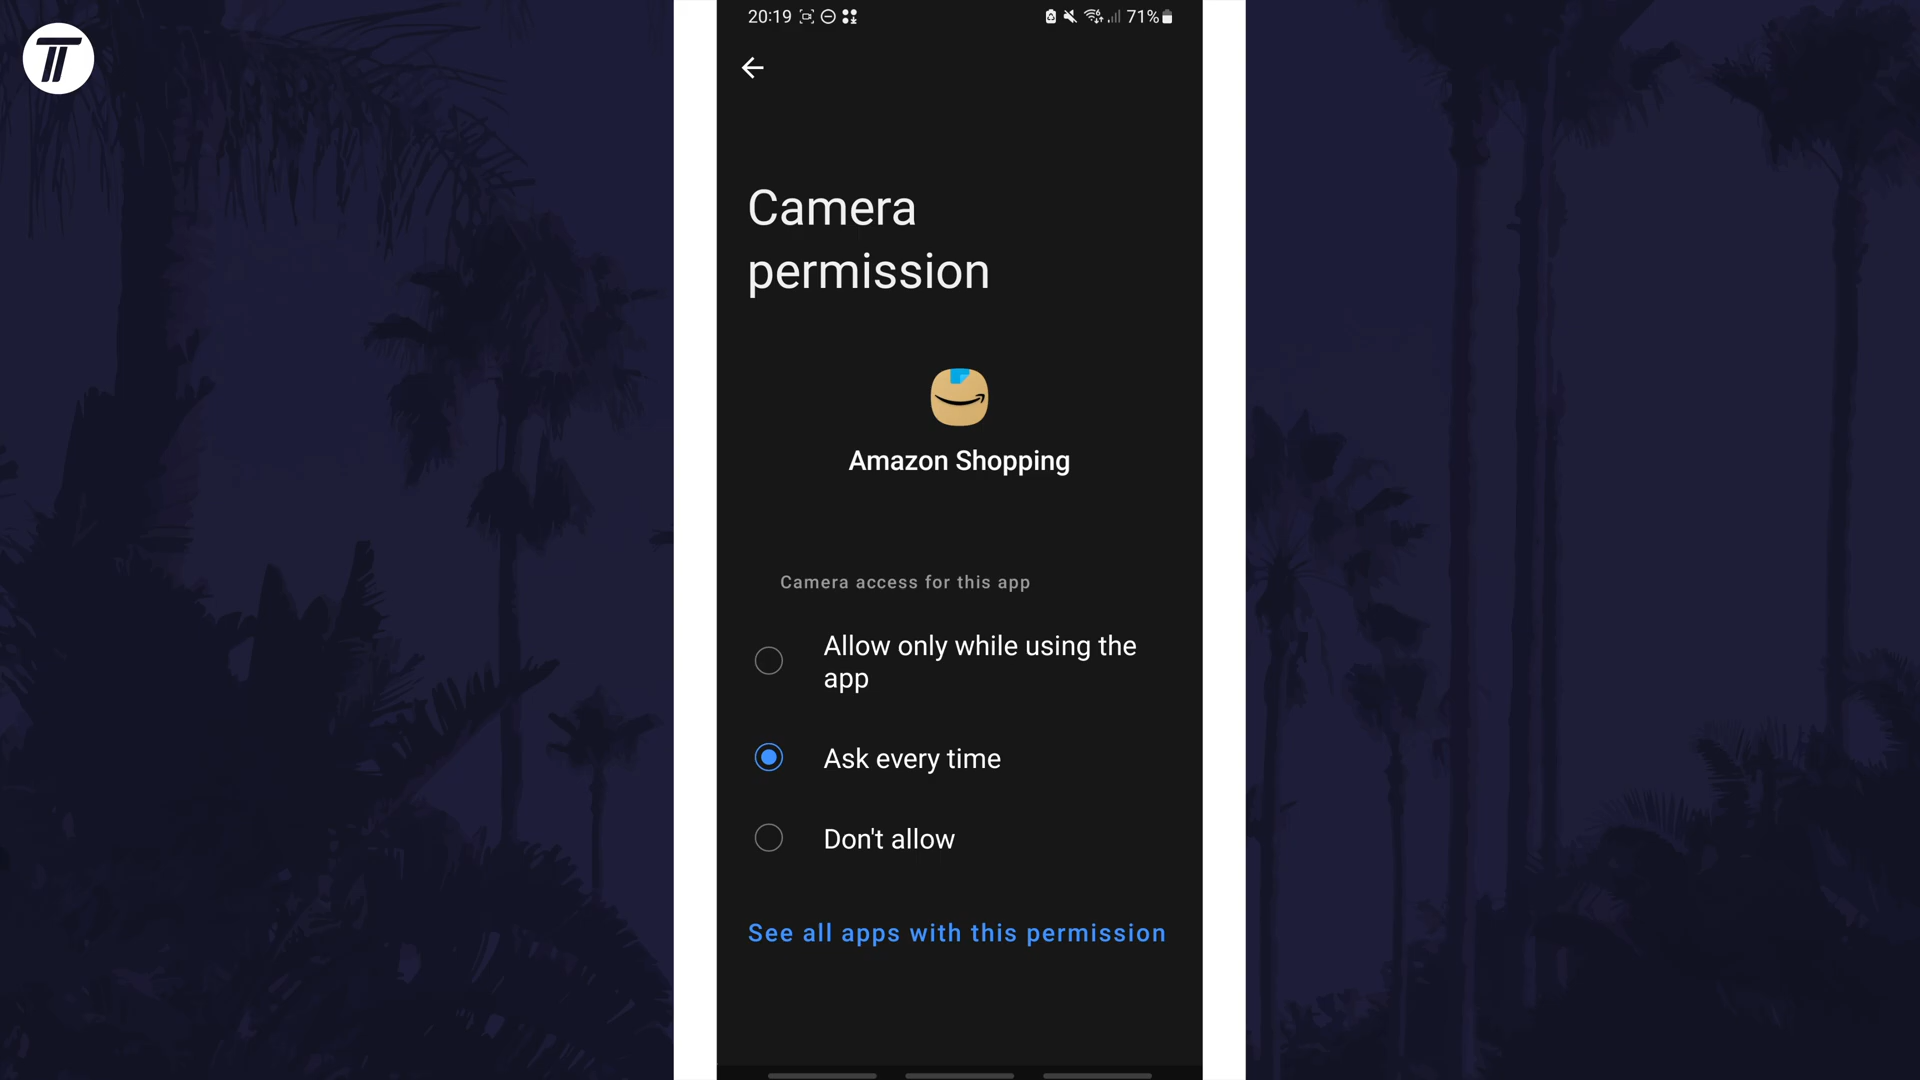 20:19
71%
Camera
permission
Amazon Shopping
Camera access for this app
Allow only while using the
app
Ask every time
Don't allow
See all apps with this permission